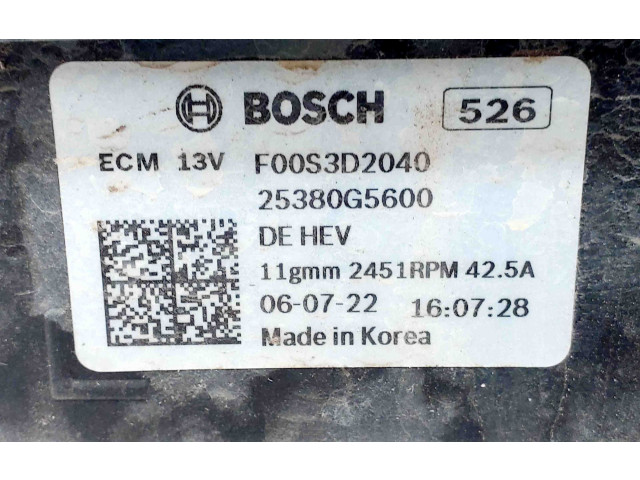 BOSCH 526
ECM 13V F00S3D2040
25380G5600
DE HEV
11gmm 2451RPM 42.5A
06-07-22 16:07:28
Made in Korea